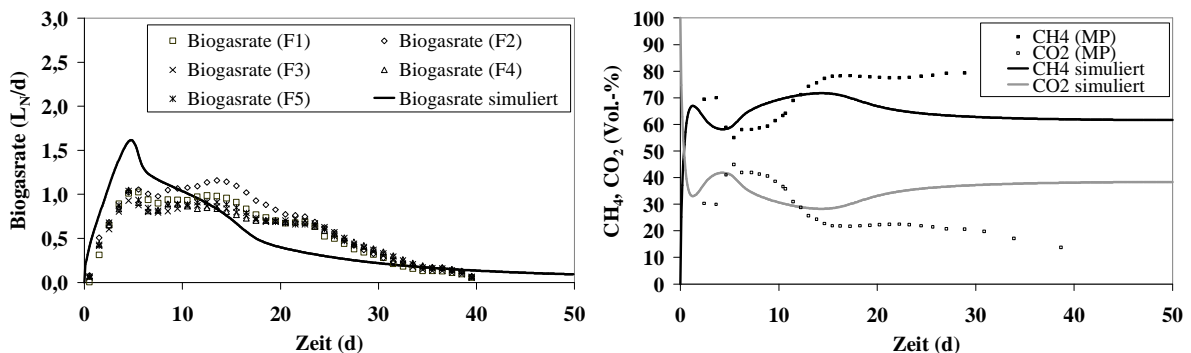 3,0
2,5
2,0
1,5
1,0
0,5
0,0
Biogasrate (L_N/d)
Biogasrate (F1)
Biogasrate (F2)
Biogasrate (F3)
Biogasrate (F4)
Biogasrate (F5)
Biogasrate simuliert
0 10 20 30 40 50
Zeit (d)
100
90
80
70
60
50
40
30
20
10
0
CH₄, CO₂ (Vol.-%)
CH4 (MP)
CO2 (MP)
CH4 simuliert
CO2 simuliert
0 10 20 30 40 50
Zeit (d)